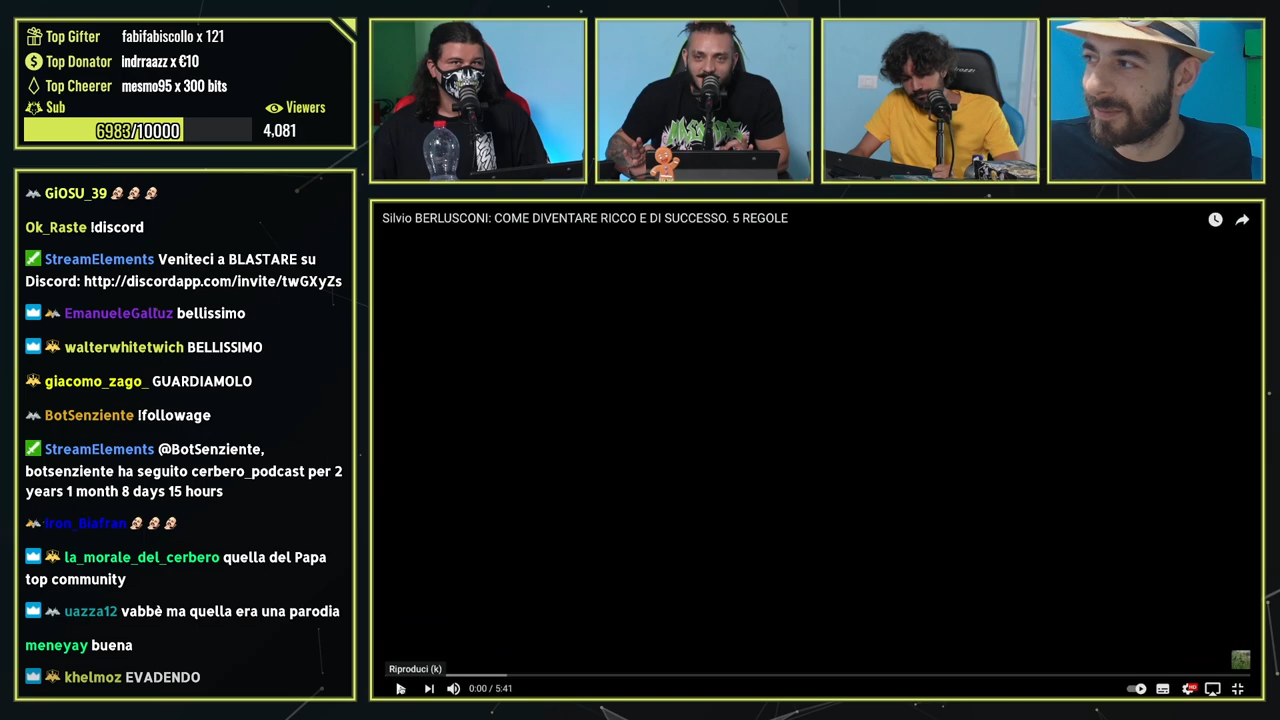 Top Gifter fabifabiscollo x 121
Top Donator indrraazz x €10
Top Cheerer mesmo95 x 300 bits
Sub Viewers
6983/10000 4,081
GiOSU_39
Ok_Raste !discord
StreamElements Veniteci a BLASTARE su
Discord: http://discordapp.com/invite/twGXyZs
EmanueleGalluz bellissimo
walterwhitetwich BELLISSIMO
giacomo_zago_ GUARDIAMOLO
BotSenziente !followage
StreamElements @BotSenziente,
botsenziente ha seguito cerbero_podcast per 2
years 1 month 8 days 15 hours
Iron_Biafran
la_morale_del_cerbero quella del Papa
top community
uazza12 vabbè ma quella era una parodia
meneyay buena
khelmoz EVADENDO
Silvio BERLUSCONI: COME DIVENTARE RICCO E DI SUCCESSO. 5 REGOLE
Riproduci (k)
0:00 / 5:41
HD